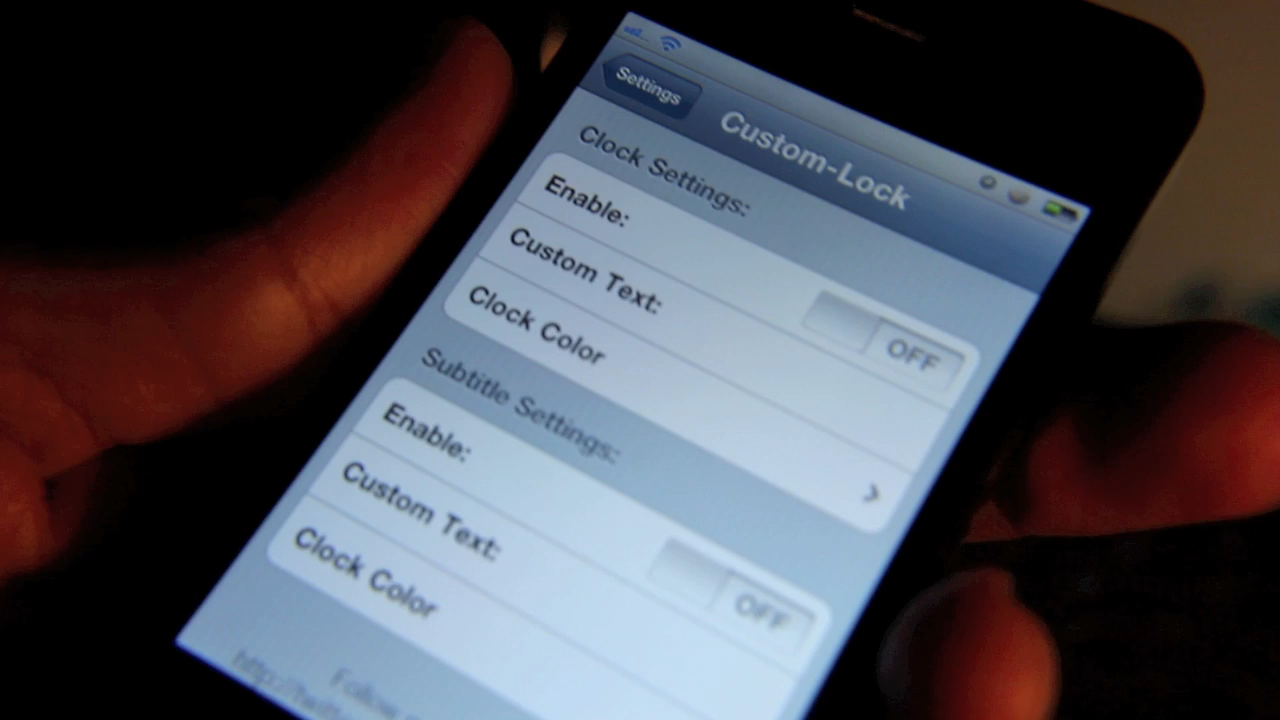 Settings
Custom-Lock
Clock Settings:
Enable:
OFF
Custom Text:
Clock Color
Subtitle Settings:
Enable:
OFF
Custom Text:
Clock Color
Follow